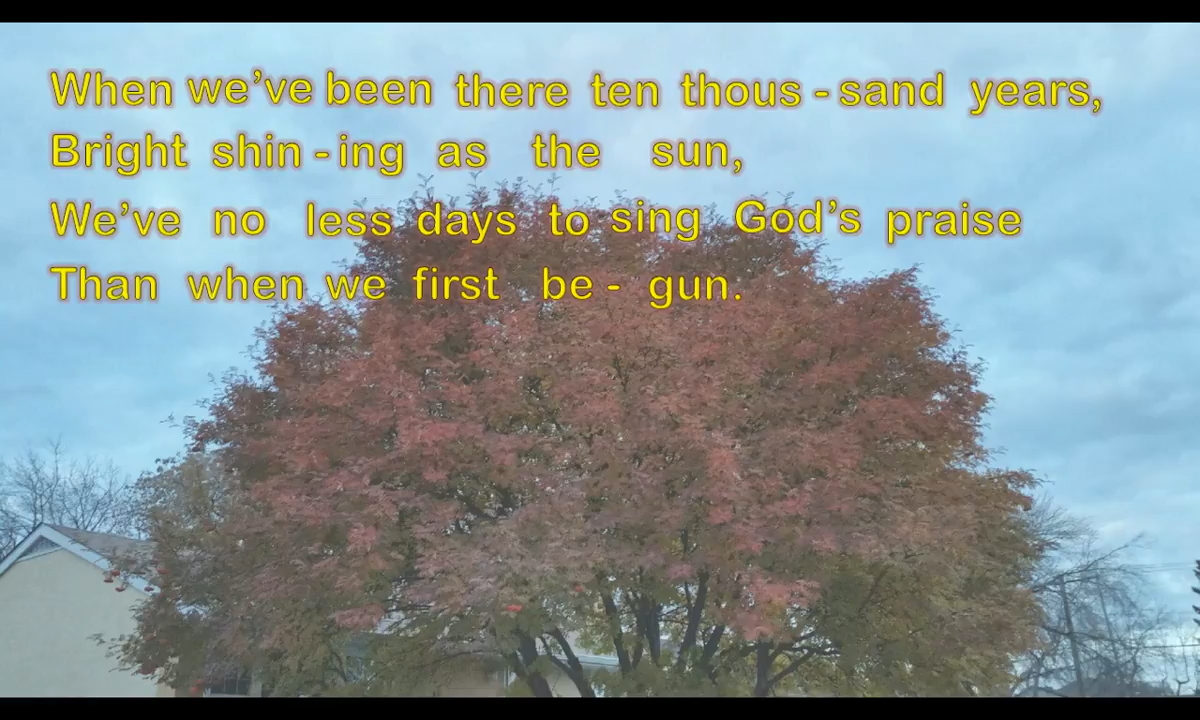 When we've been there ten thous - sand years,
Bright shin - ing as the sun,
We've no less days to sing God's praise
Than when we first be - gun.